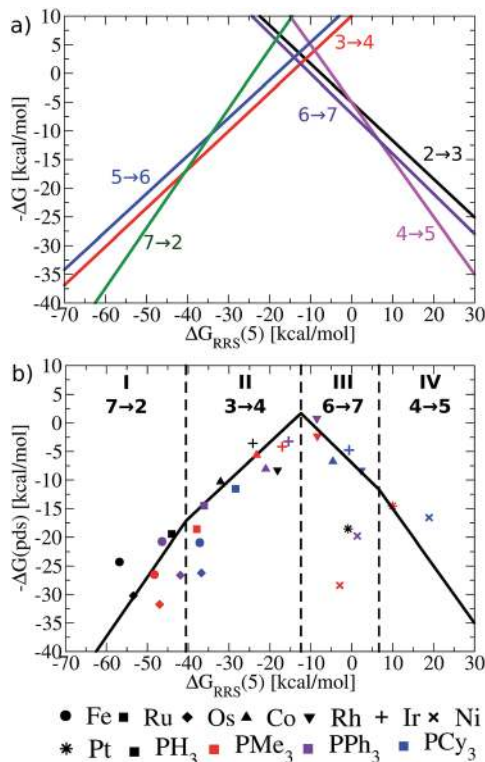 a)
10
5
0
-5
-10
-15
-20
-25
-30
-35
-40
-ΔG [kcal/mol]
3→4
6→7
2→3
5→6
7→2
4→5
-70 -60 -50 -40 -30 -20 -10 0 10 20 30
ΔG_RRS(5) [kcal/mol]
b)
10
5
0
-5
-10
-15
-20
-25
-30
-35
-40
-ΔG(pds) [kcal/mol]
I II III IV
7→2 3→4 6→7 4→5
-70 -60 -50 -40 -30 -20 -10 0 10 20 30
ΔG_RRS(5) [kcal/mol]
Fe Ru Os Co Rh Ir Ni
Pt PH₃ PMe₃ PPh₃ PCy₃